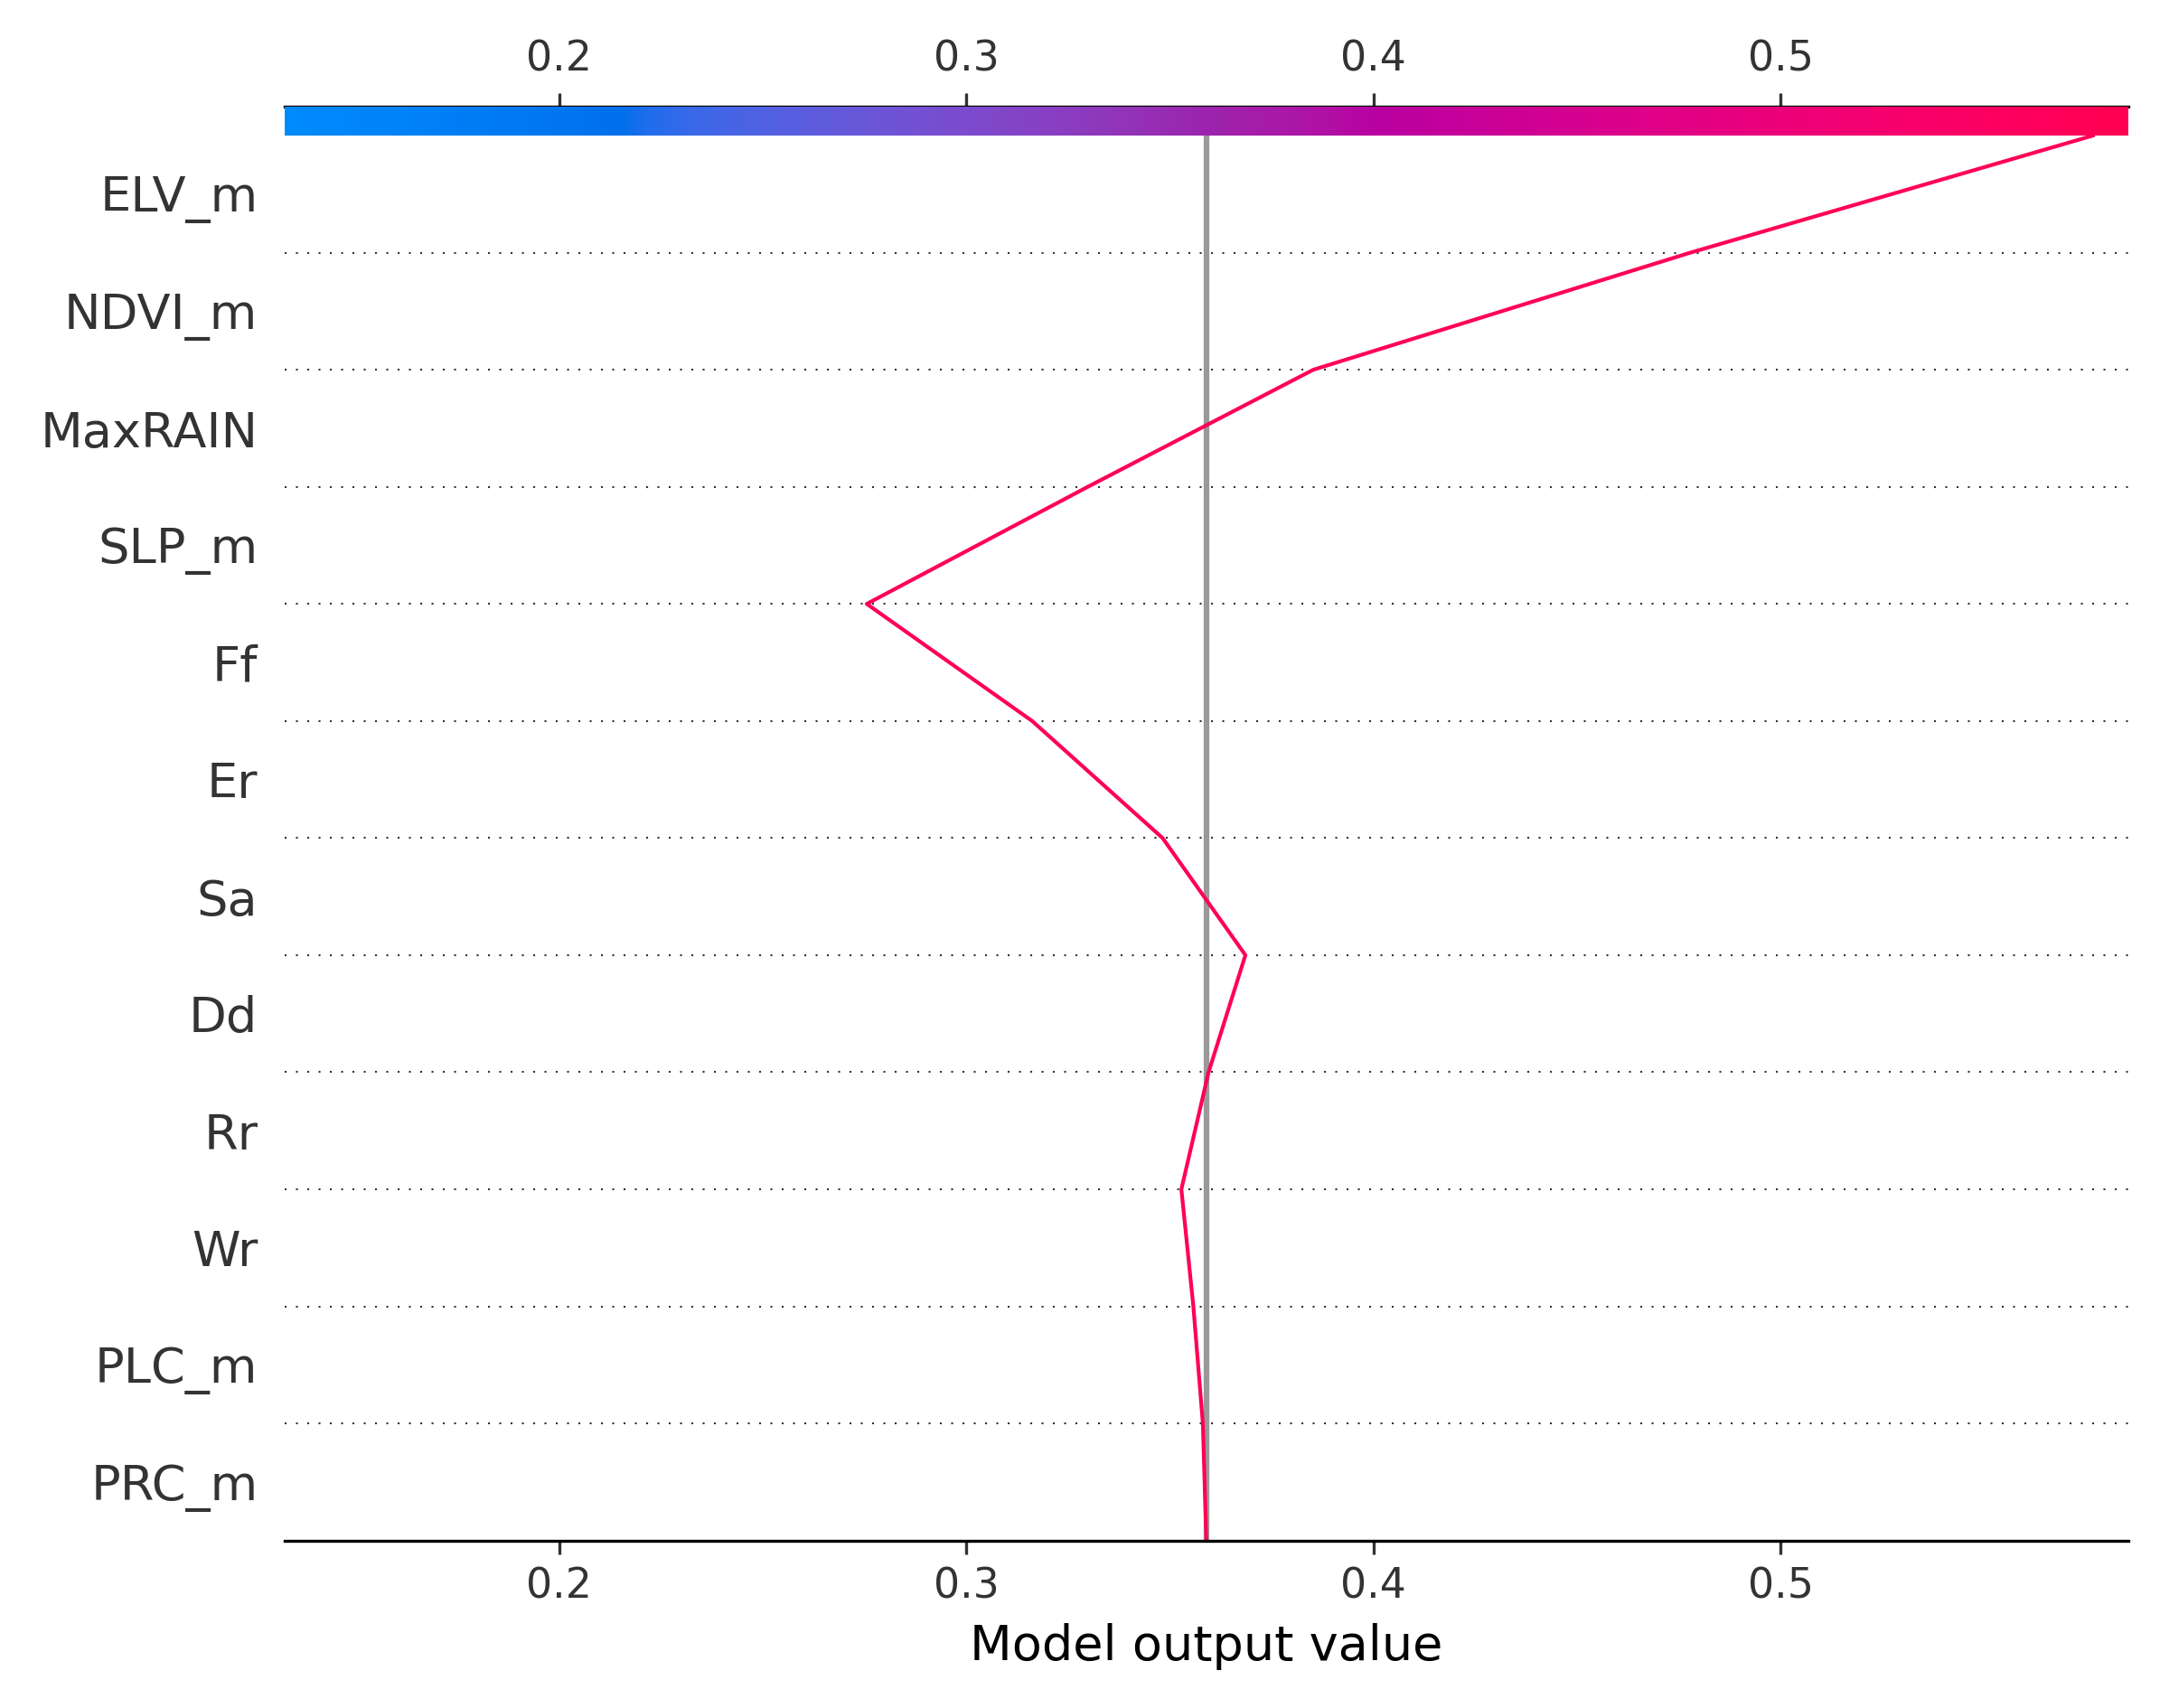 0.2 0.3 0.4 0.5
ELV_m
NDVI_m
MaxRAIN
SLP_m
Ff
Er
Sa
Dd
Rr
Wr
PLC_m
PRC_m
0.2 0.3 0.4 0.5
Model output value